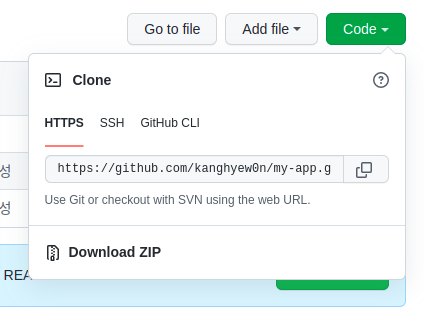 Go to file Add file Code
Clone
HTTPS SSH GitHub CLI
성
https://github.com/kanghyew0n/my-app.g
성
Use Git or checkout with SVN using the web URL.
Download ZIP
REA